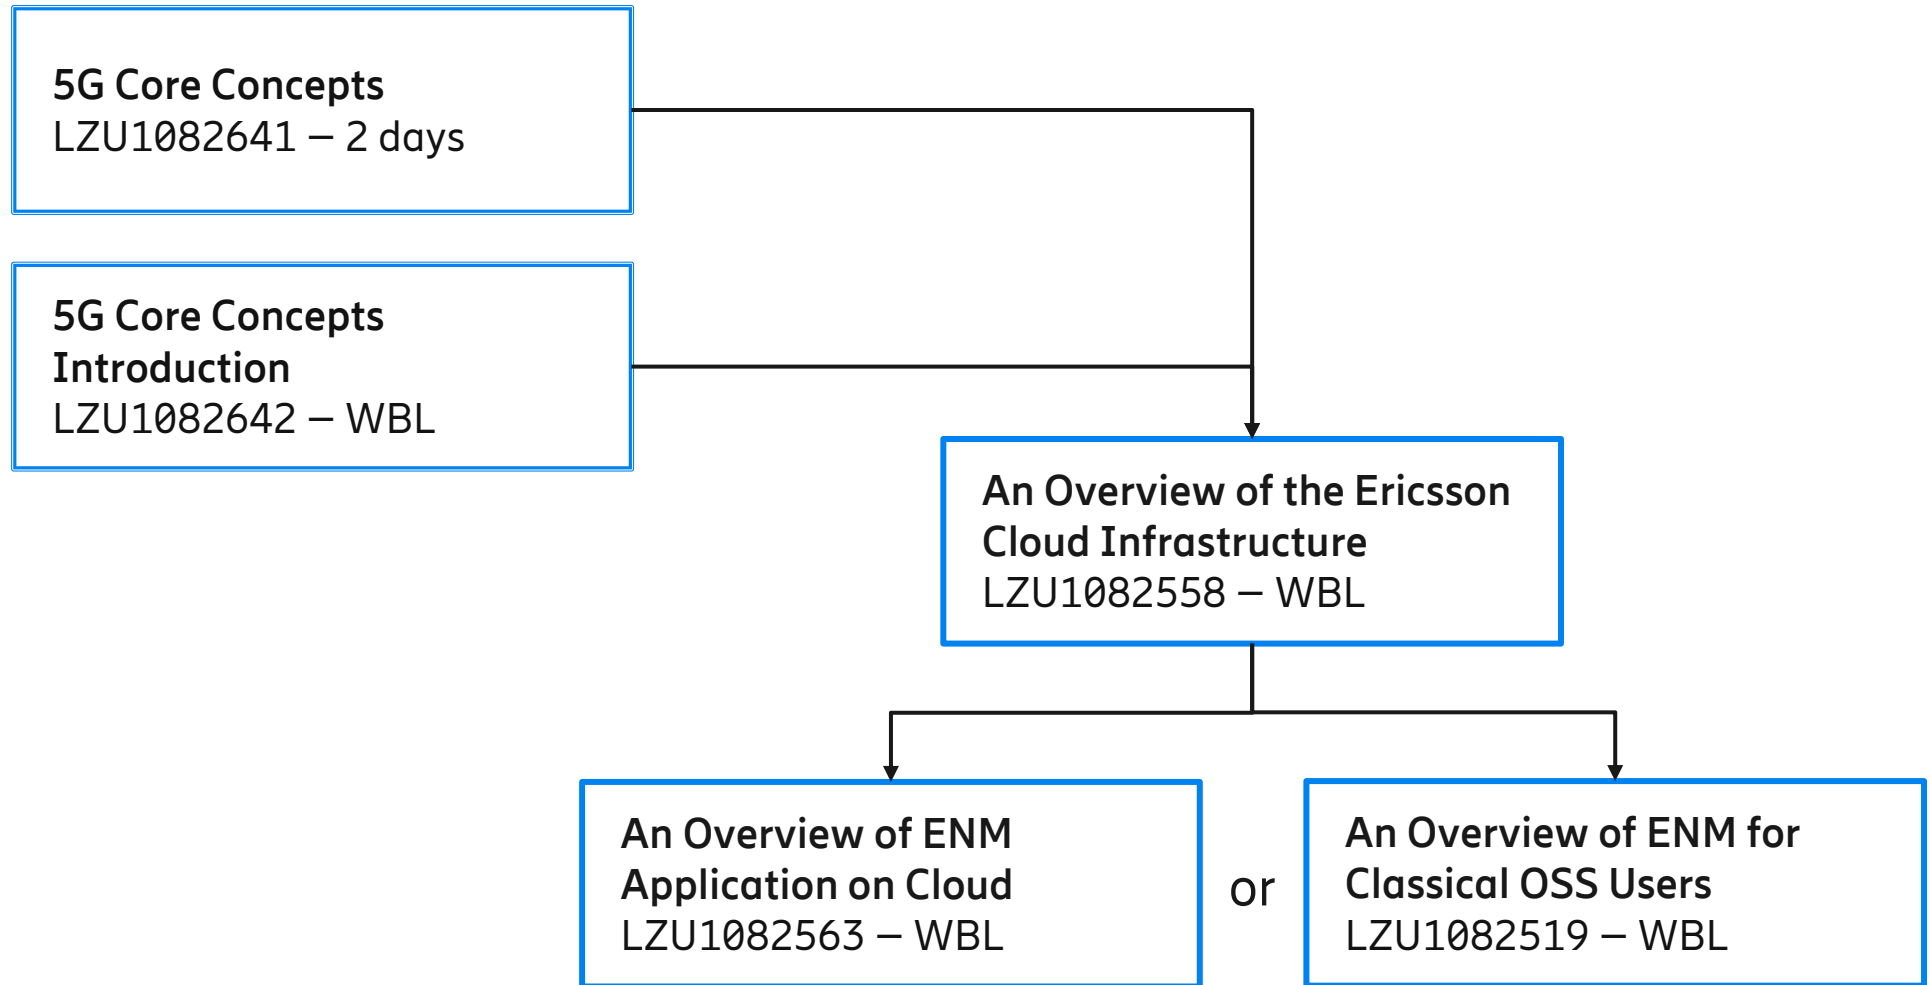 5G Core Concepts
LZU1082641 – 2 days
5G Core Concepts
Introduction
LZU1082642 – WBL
An Overview of the Ericsson
Cloud Infrastructure
LZU1082558 – WBL
An Overview of ENM
Application on Cloud
LZU1082563 – WBL
or
An Overview of ENM for
Classical OSS Users
LZU1082519 – WBL